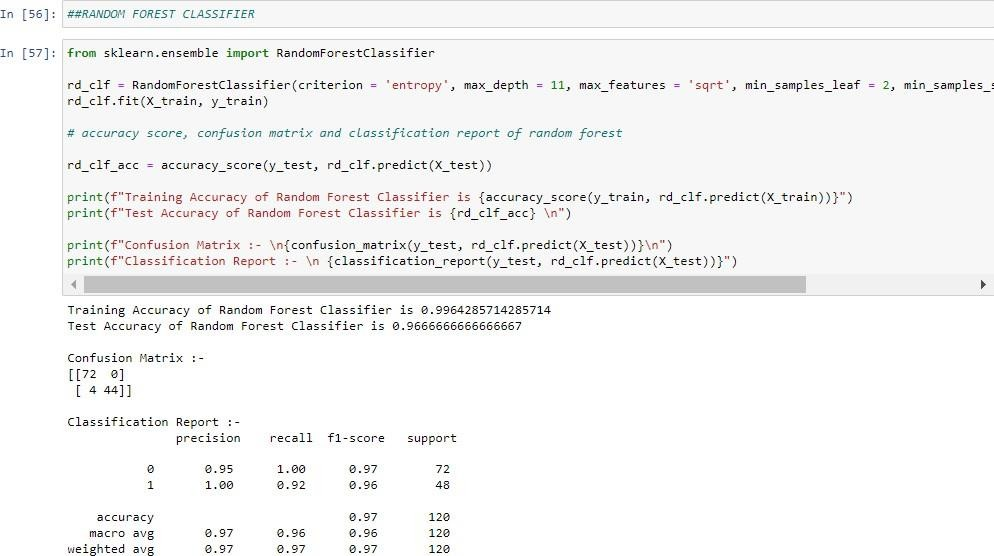 In [56]: ##RANDOM FOREST CLASSIFIER
In [57]: from sklearn.ensemble import RandomForestClassifier
rd_clf = RandomForestClassifier(criterion = 'entropy', max_depth = 11, max_features = 'sqrt', min_samples_leaf = 2, min_samples_s
rd_clf.fit(X_train, y_train)
# accuracy score, confusion matrix and classification report of random forest
rd_clf_acc = accuracy_score(y_test, rd_clf.predict(X_test))
print(f"Training Accuracy of Random Forest Classifier is {accuracy_score(y_train, rd_clf.predict(X_train))}")
print(f"Test Accuracy of Random Forest Classifier is {rd_clf_acc} \n")
print(f"Confusion Matrix :- \n{confusion_matrix(y_test, rd_clf.predict(X_test))}\n")
print(f"Classification Report :- \n {classification_report(y_test, rd_clf.predict(X_test))}")
Training Accuracy of Random Forest Classifier is 0.9964285714285714
Test Accuracy of Random Forest Classifier is 0.9666666666666667
Confusion Matrix :-
[[72  0]
 [ 4 44]]
Classification Report :-
precision    recall  f1-score   support
0       0.95      1.00      0.97        72
1       1.00      0.92      0.96        48
accuracy                           0.97       120
macro avg       0.97      0.96      0.96       120
weighted avg       0.97      0.97      0.97       120